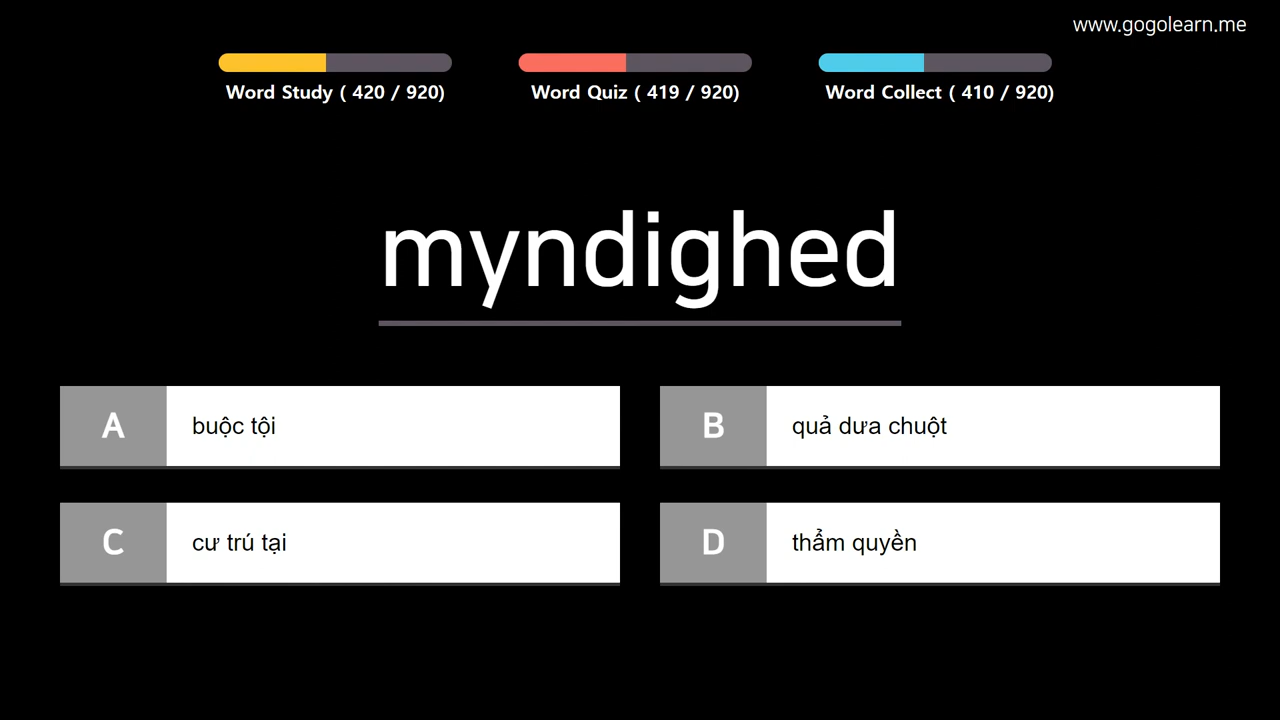 www.gogolearn.me
Word Study ( 420 / 920)
Word Quiz ( 419 / 920)
Word Collect ( 410 / 920)
myndighed
A
buộc tội
B
quả dưa chuột
C
cư trú tại
D
thẩm quyền